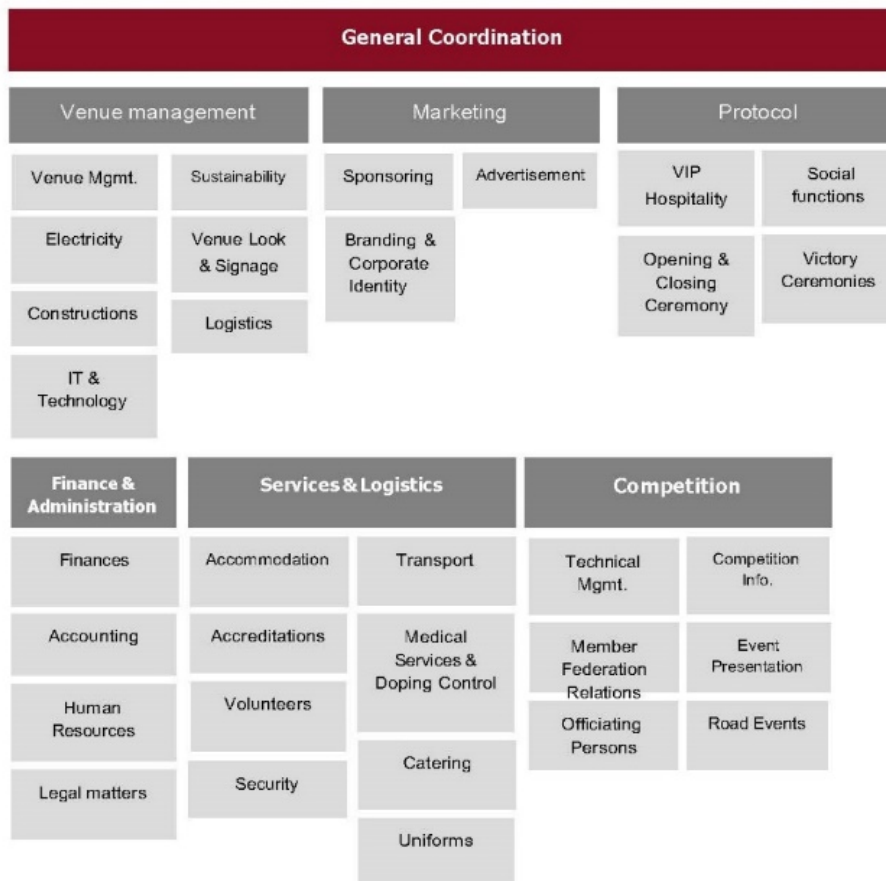 General Coordination
Venue management
Marketing
Protocol
Venue Mgmt.
Sustainability
Electricity
Venue Look
& Signage
Constructions
Logistics
IT &
Technology
Sponsoring
Advertisement
Branding &
Corporate
Identity
VIP
Hospitality
Social
functions
Opening &
Closing
Ceremony
Victory
Ceremonies
Finance &
Administration
Services & Logistics
Competition
Finances
Accounting
Human
Resources
Legal matters
Accommodation
Transport
Accreditations
Medical
Services &
Doping Control
Volunteers
Catering
Security
Uniforms
Technical
Mgmt.
Competition
Info.
Member
Federation
Relations
Event
Presentation
Officiating
Persons
Road Events